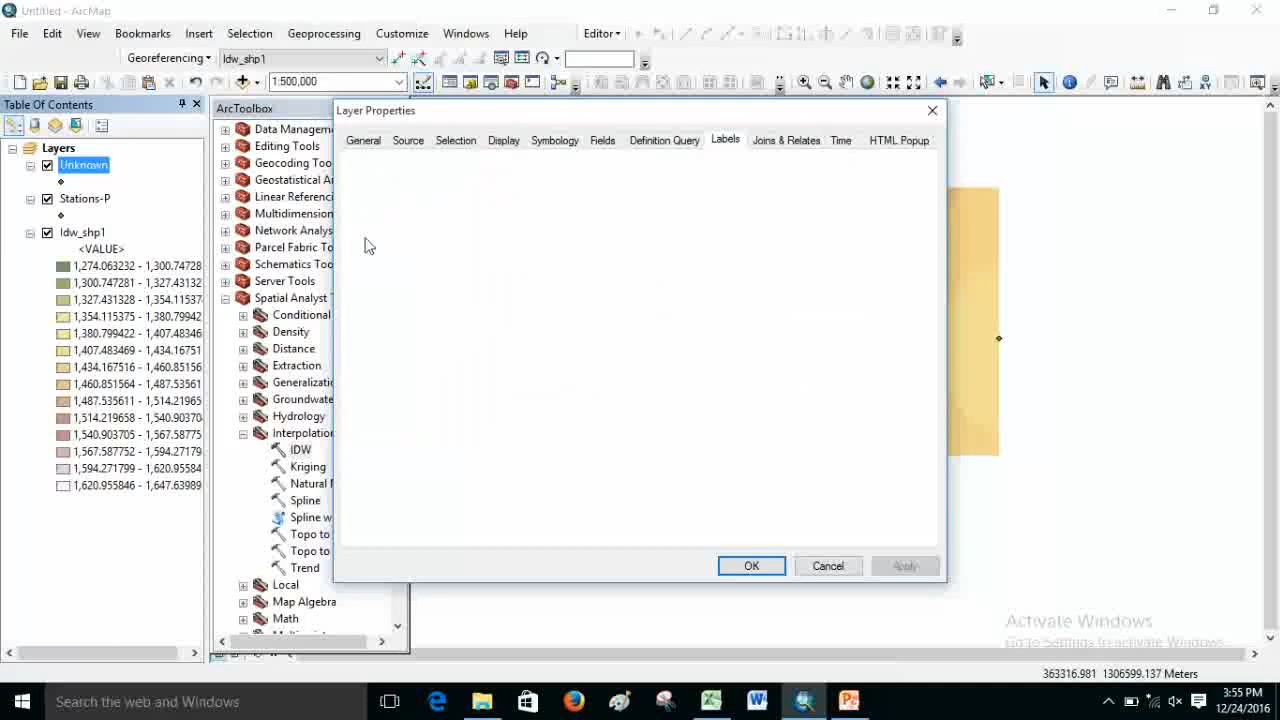 Untitled - ArcMap
File Edit View Bookmarks Insert Selection Geoprocessing Customize Windows Help Editor
Georeferencing Idw_shp1
1:500,000
Table Of Contents
ArcToolbox
Layers
Unknown
Stations-P
Idw_shp1
<VALUE>
1,274.063232 - 1,300.74728
1,300.747281 - 1,327.43132
1,327.431328 - 1,354.115374
1,354.115375 - 1,380.79942
1,380.799422 - 1,407.48346
1,407.483469 - 1,434.16751
1,434.167516 - 1,460.85156
1,460.851564 - 1,487.53561
1,487.535611 - 1,514.21965
1,514.219658 - 1,540.90370
1,540.903705 - 1,567.58775
1,567.587752 - 1,594.27179
1,594.271799 - 1,620.95584
1,620.955846 - 1,647.63989
Data Managem
Editing Tools
Geocoding Too
Geostatistical An
Linear Referenci
Multidimension
Network Analys
Parcel Fabric To
Schematics Too
Server Tools
Spatial Analyst T
Conditional
Density
Distance
Extraction
Generalizatio
Groundwate
Hydrology
Interpolation
IDW
Kriging
Natural N
Spline
Spline w
Topo to
Topo to
Trend
Local
Map Algebra
Math
Layer Properties
General Source Selection Display Symbology Fields Definition Query Labels Joins & Relates Time HTML Popup
OK Cancel Apply
Activate Windows
Go to Settings to activate Windows.
363316.981 1306599.137 Meters
Search the web and Windows
3:55 PM
12/24/2016